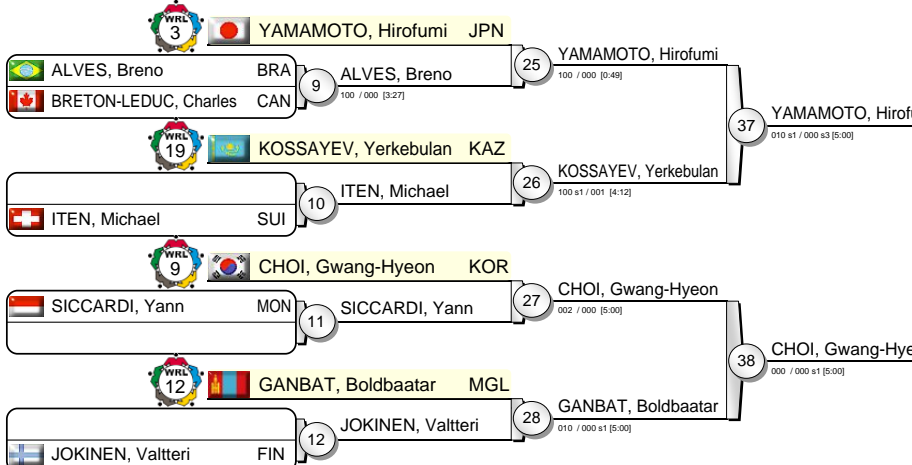 WRL 3 YAMAMOTO, Hirofumi JPN
ALVES, Breno BRA
BRETON-LEDUC, Charles CAN
9 ALVES, Breno
100 / 000 [3:27]
25 YAMAMOTO, Hirofumi
100 / 000 [0:49]
WRL 19 KOSSAYEV, Yerkebulan KAZ
ITEN, Michael SUI
10 ITEN, Michael
26 KOSSAYEV, Yerkebulan
100 s1 / 001 [4:12]
37 YAMAMOTO, Hirofu
010 s1 / 000 s3 [5:00]
WRL 9 CHOI, Gwang-Hyeon KOR
SICCARDI, Yann MON
11 SICCARDI, Yann
27 CHOI, Gwang-Hyeon
002 / 000 [5:00]
WRL 12 GANBAT, Boldbaatar MGL
JOKINEN, Valtteri FIN
12 JOKINEN, Valtteri
28 GANBAT, Boldbaatar
010 / 000 s1 [5:00]
38 CHOI, Gwang-Hye
000 / 000 s1 [5:00]